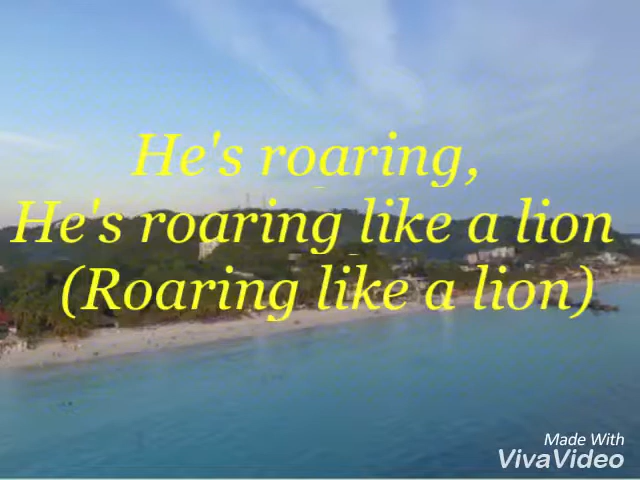 He's roaring,
He's roaring like a lion
(Roaring like a lion)
Made With
VivaVideo